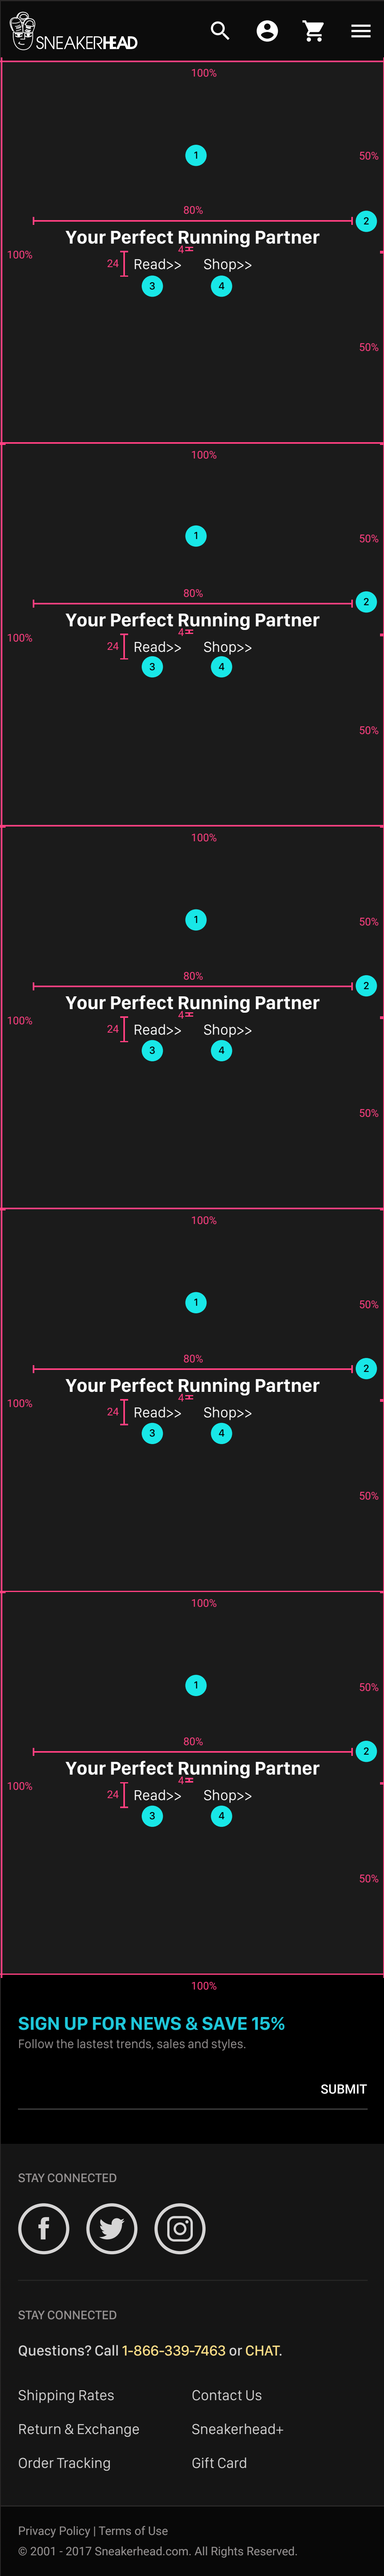 SNEAKERHEAD
100%
1
50%
80%
2
Your Perfect Running Partner
4
100%
24
Read>> Shop>>
3 4
50%
100%
1
50%
80%
2
Your Perfect Running Partner
4
100%
24
Read>> Shop>>
3 4
50%
100%
1
50%
80%
2
Your Perfect Running Partner
4
100%
24
Read>> Shop>>
3 4
50%
100%
1
50%
80%
2
Your Perfect Running Partner
4
100%
24
Read>> Shop>>
3 4
50%
100%
1
50%
80%
2
Your Perfect Running Partner
4
100%
24
Read>> Shop>>
3 4
50%
100%
SIGN UP FOR NEWS & SAVE 15%
Follow the lastest trends, sales and styles.
SUBMIT
STAY CONNECTED
STAY CONNECTED
Questions? Call 1-866-339-7463 or CHAT.
Shipping Rates Contact Us
Return & Exchange Sneakerhead+
Order Tracking Gift Card
Privacy Policy | Terms of Use
© 2001 - 2017 Sneakerhead.com. All Rights Reserved.